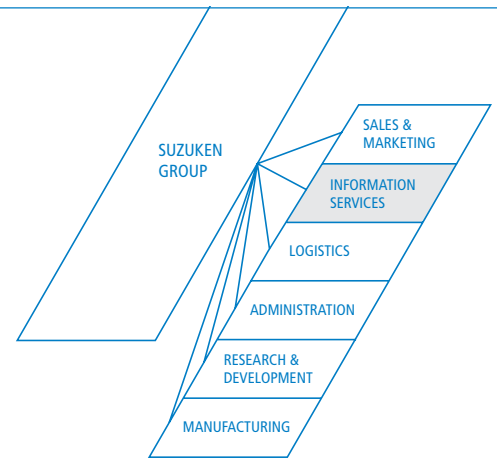 SUZUKEN
GROUP
SALES &
MARKETING
INFORMATION
SERVICES
LOGISTICS
ADMINISTRATION
RESEARCH &
DEVELOPMENT
MANUFACTURING